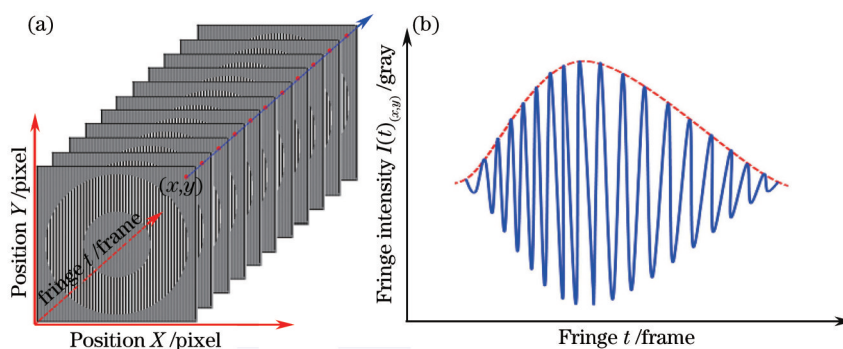 (a)
Position Y /pixel
(x,y)
fringe t /frame
Position X /pixel
(b)
Fringe intensity I(t)(x,y) /gray
Fringe t /frame